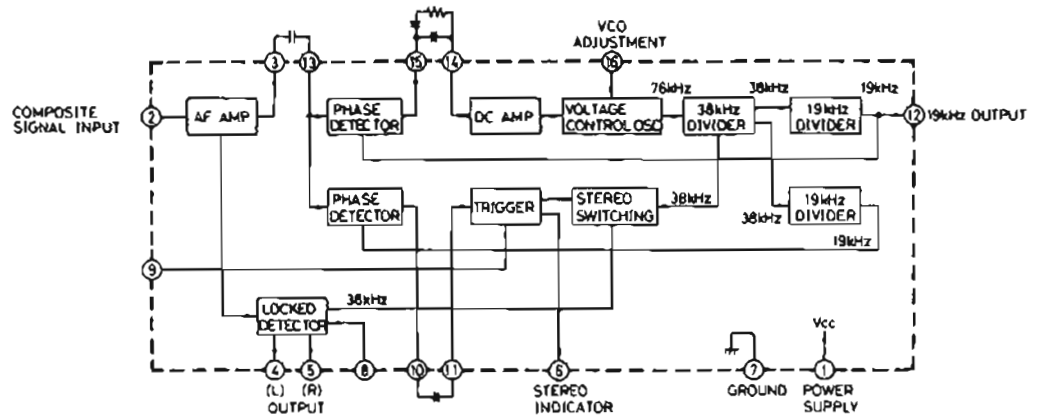 VCO
ADJUSTMENT
3
13
15
14
16
COMPOSITE
SIGNAL INPUT
2
AF AMP
PHASE
DETECTOR
DC AMP
VOLTAGE
CONTROL OSC
76kHz
38kHz
DIVIDER
38kHz
19kHz
DIVIDER
19kHz
12
19kHz OUTPUT
PHASE
DETECTOR
TRIGGER
STEREO
SWITCHING
38kHz
38kHz
19kHz
DIVIDER
19kHz
9
LOCKED
DETECTOR
38kHz
4
5
8
10
11
6
7
1
Vcc
(L)
(R)
OUTPUT
STEREO
INDICATOR
GROUND
POWER
SUPPLY